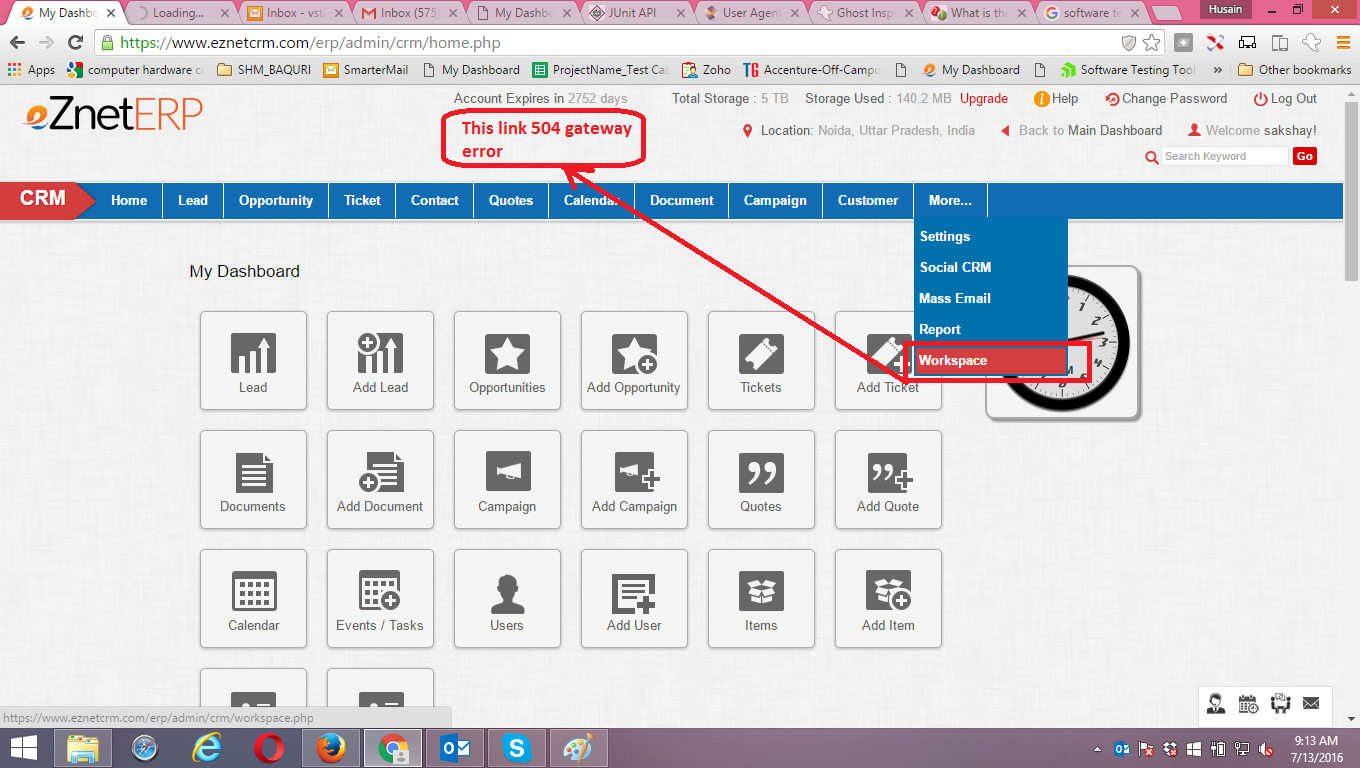 My Dashbo
Loading...
Inbox - vsta
Inbox (575
My Dashbo
JUnit API
User Agent
Ghost Insp
What is the
software te
Husain
https://www.eznetcrm.com/erp/admin/crm/home.php
Apps
computer hardware c
SHM_BAQURI
SmarterMail
My Dashboard
ProjectName_Test Cas
Zoho
TG Accenture-Off-Campu
My Dashboard
Software Testing Tool
»
Other bookmarks
eZnetERP
Account Expires in 2752 days
Total Storage : 5 TB
Storage Used : 140.2 MB
Upgrade
Help
Change Password
Log Out
This link 504 gateway
error
Location: Noida, Uttar Pradesh, India
Back to Main Dashboard
Welcome sakshay!
Search Keyword
Go
CRM
Home
Lead
Opportunity
Ticket
Contact
Quotes
Calendar
Document
Campaign
Customer
More...
Settings
Social CRM
Mass Email
Report
Workspace
My Dashboard
1
2
3
4
5
6
M
Lead
Add Lead
Opportunities
Add Opportunity
Tickets
Add Ticket
Documents
Add Document
Campaign
Add Campaign
Quotes
Add Quote
Calendar
Events / Tasks
Users
Add User
Items
Add Item
https://www.eznetcrm.com/erp/admin/crm/workspace.php
9:13 AM
7/13/2016